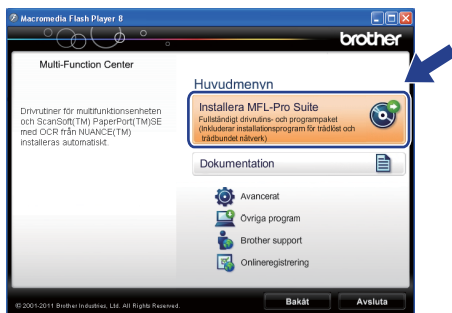 Macromedia Flash Player 8
brother
Multi-Function Center
Drivrutiner för multifunktionsenheten
och ScanSoft(TM) PaperPort(TM)SE
med OCR från NUANCE(TM)
installeras automatiskt.
Huvudmenyn
Installera MFL-Pro Suite
Fullständigt drivrutins- och programpaket
(Inkluderar installationsprogram för trådlöst och
trådbundet nätverk)
Dokumentation
Avancerat
Övriga program
Brother support
Onlineregistrering
© 2001-2011 Brother Industries, Ltd. All Rights Reserved.
Bakåt
Avsluta